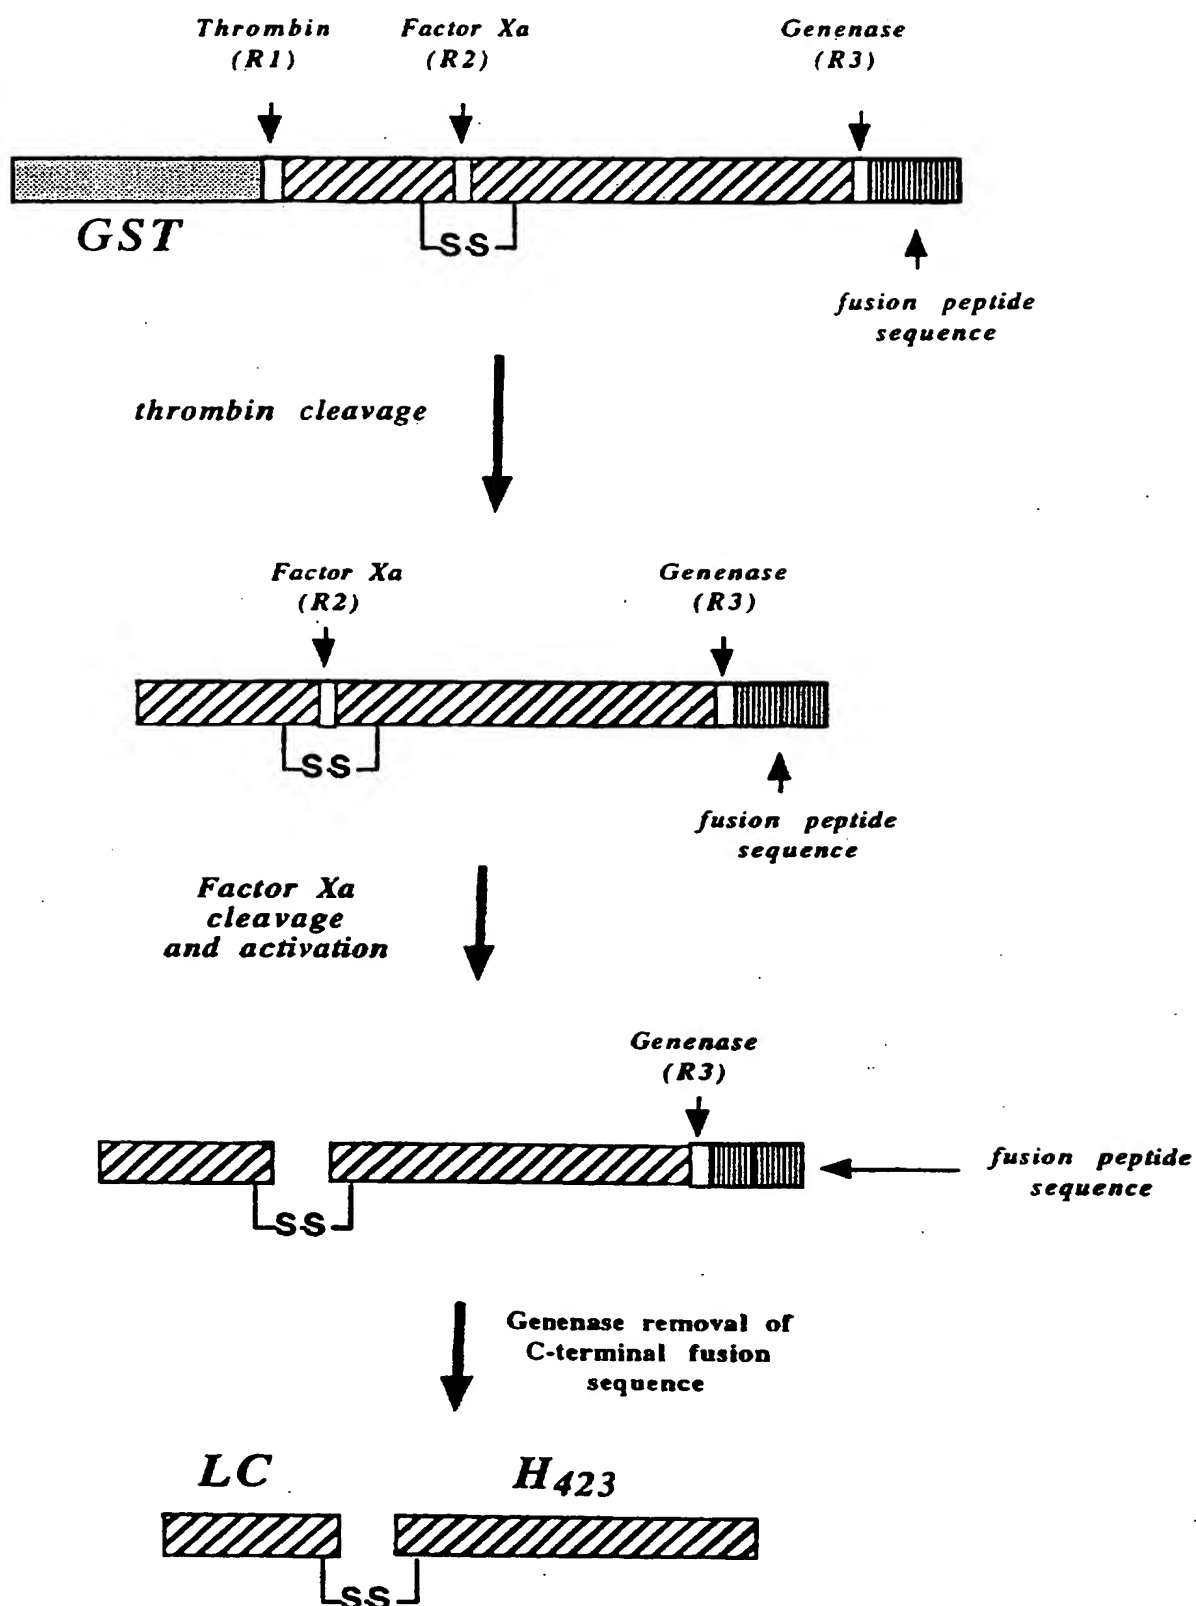 Thrombin Factor Xa Genenase
(R1) (R2) (R3)
GST
SS
fusion peptide
sequence
thrombin cleavage
Factor Xa Genenase
(R2) (R3)
SS
fusion peptide
sequence
Factor Xa
cleavage
and activation
Genenase
(R3)
fusion peptide
sequence
SS
Genenase removal of
C-terminal fusion
sequence
LC H423
SS